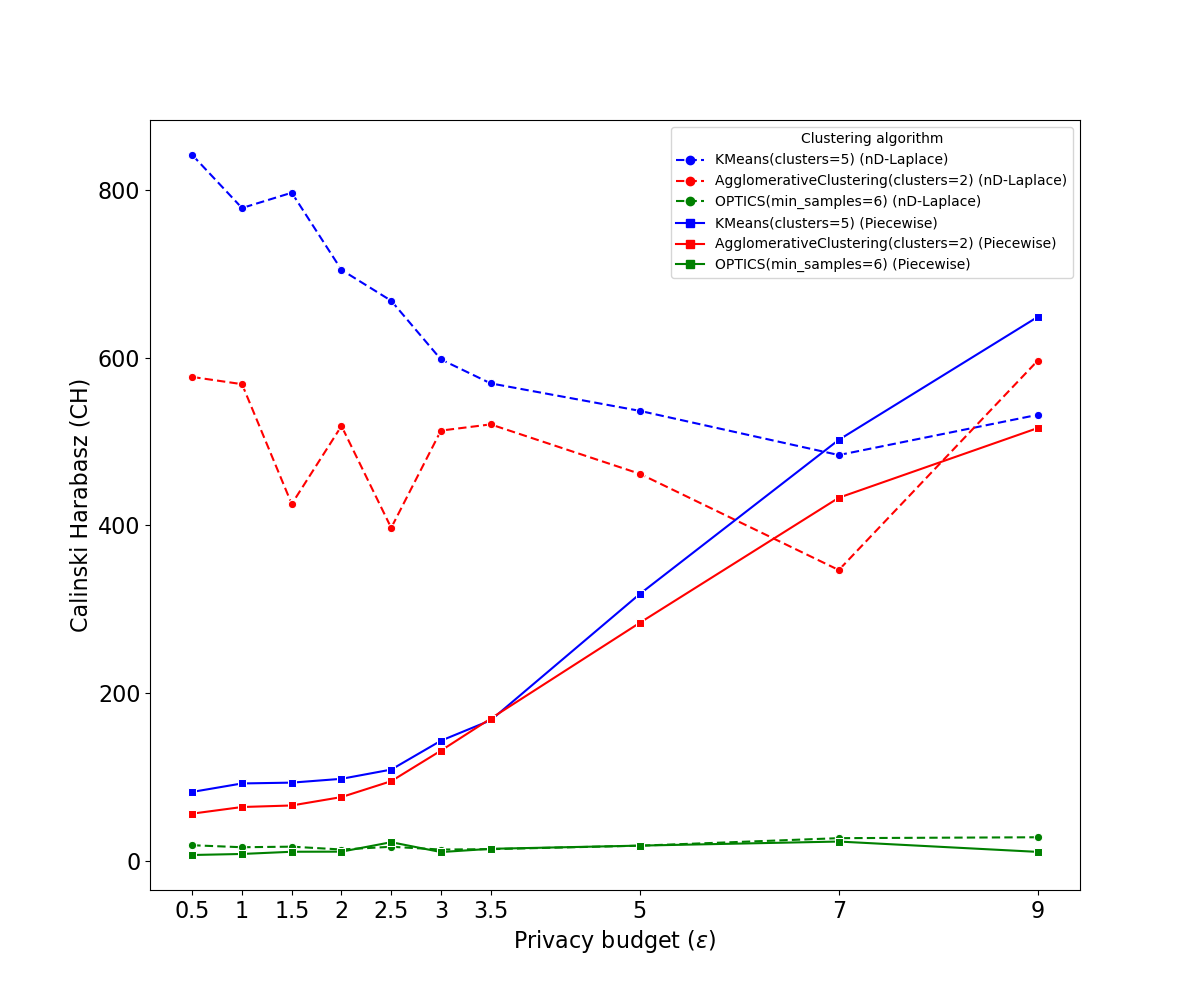 Clustering algorithm
KMeans(clusters=5) (nD-Laplace)
AgglomerativeClustering(clusters=2) (nD-Laplace)
OPTICS(min_samples=6) (nD-Laplace)
KMeans(clusters=5) (Piecewise)
AgglomerativeClustering(clusters=2) (Piecewise)
OPTICS(min_samples=6) (Piecewise)
Calinski Harabasz (CH)
800
600
400
200
0
0.5 1 1.5 2 2.5 3 3.5 5 7 9
Privacy budget (ε)